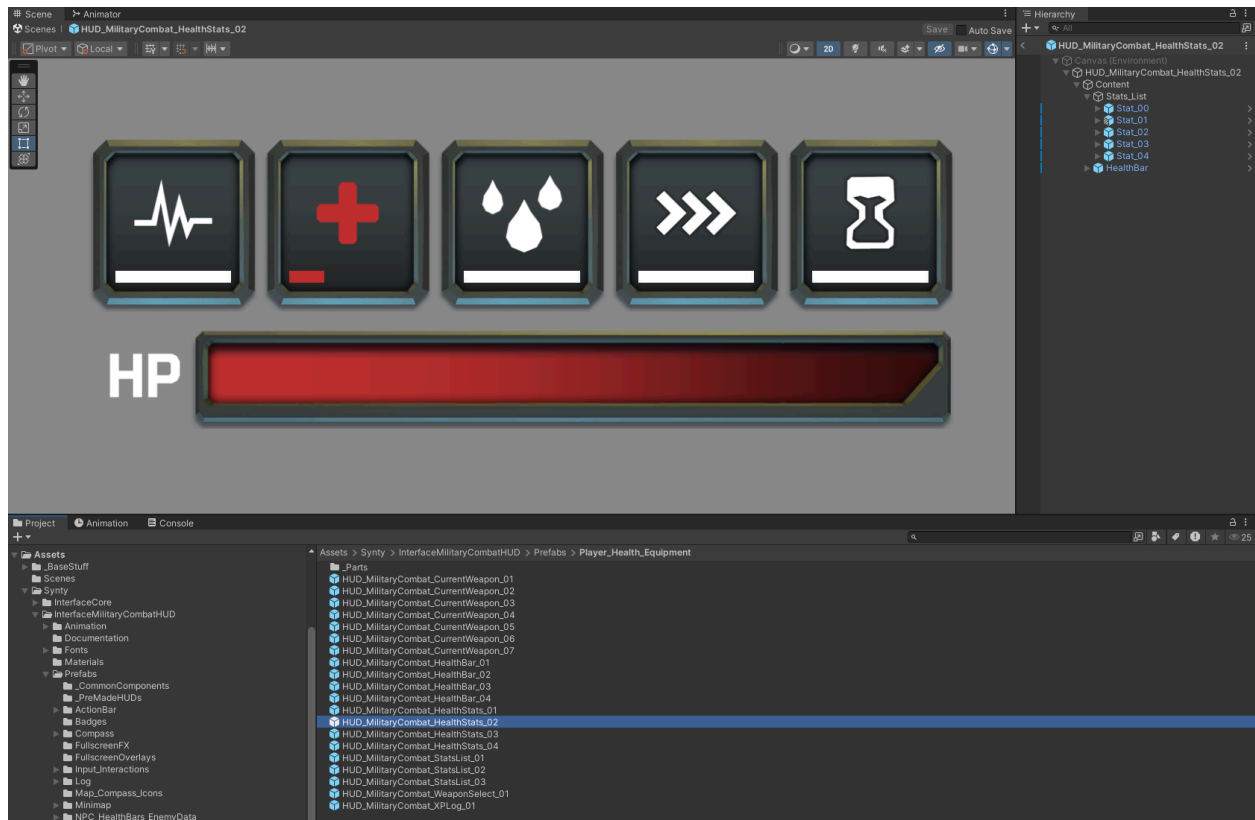 Scene Animator
Scenes HUD_MilitaryCombat_HealthStats_02 Save Auto Save
Pivot Local 2D
HP
Hierarchy
All
HUD_MilitaryCombat_HealthStats_02
Canvas (Environment)
HUD_MilitaryCombat_HealthStats_02
Content
Stats_List
Stat_00
Stat_01
Stat_02
Stat_03
Stat_04
HealthBar
Project Animation Console
25
Assets
_BaseStuff
Scenes
Synty
InterfaceCore
InterfaceMilitaryCombatHUD
Animation
Documentation
Fonts
Materials
Prefabs
_CommonComponents
_PreMadeHUDs
ActionBar
Badges
Compass
FullscreenFX
FullscreenOverlays
Input_Interactions
Log
Map_Compass_Icons
Minimap
NPC_HealthBars_EnemyData
Assets > Synty > InterfaceMilitaryCombatHUD > Prefabs > Player_Health_Equipment
_Parts
HUD_MilitaryCombat_CurrentWeapon_01
HUD_MilitaryCombat_CurrentWeapon_02
HUD_MilitaryCombat_CurrentWeapon_03
HUD_MilitaryCombat_CurrentWeapon_04
HUD_MilitaryCombat_CurrentWeapon_05
HUD_MilitaryCombat_CurrentWeapon_06
HUD_MilitaryCombat_CurrentWeapon_07
HUD_MilitaryCombat_HealthBar_01
HUD_MilitaryCombat_HealthBar_02
HUD_MilitaryCombat_HealthBar_03
HUD_MilitaryCombat_HealthBar_04
HUD_MilitaryCombat_HealthStats_01
HUD_MilitaryCombat_HealthStats_02
HUD_MilitaryCombat_HealthStats_03
HUD_MilitaryCombat_HealthStats_04
HUD_MilitaryCombat_StatsList_01
HUD_MilitaryCombat_StatsList_02
HUD_MilitaryCombat_StatsList_03
HUD_MilitaryCombat_WeaponSelect_01
HUD_MilitaryCombat_XPLog_01